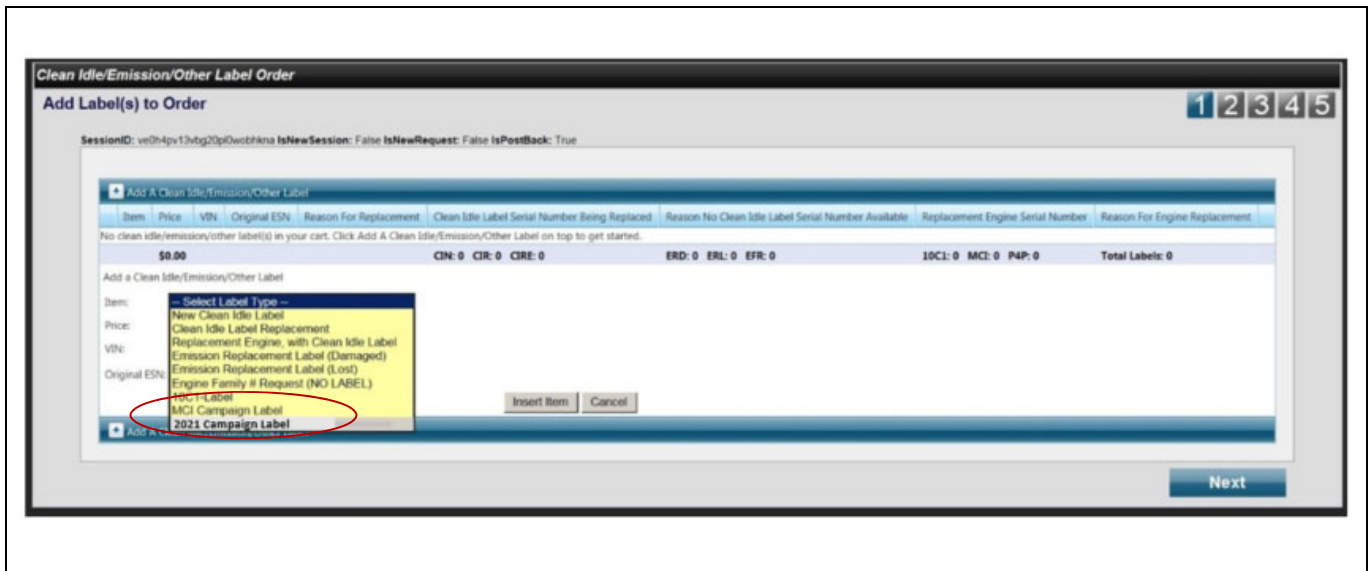 Clean Idle/Emission/Other Label Order
Add Label(s) to Order
1 2 3 4 5
SessionID: IsNewSession: False IsNewRequest: False IsPostBack: True
Add A Clean Idle/Emission/Other Label
Item Price VIN Original ESN Reason For Replacement Clean Idle Label Serial Number Being Replaced Reason No Clean Idle Label Serial Number Available Replacement Engine Serial Number Reason For Engine Replacement
No clean idle/emission/other label(s) in your cart. Click Add A Clean Idle/Emission/Other Label on top to get started.
$0.00 CIN: 0 CIR: 0 CIRE: 0 ERD: 0 ERL: 0 EFR: 0 10C1: 0 MCI: 0 P4P: 0 Total Labels: 0
Add a Clean Idle/Emission/Other Label
Item: -- Select Label Type --
New Clean Idle Label
Price: Clean Idle Label Replacement
Replacement Engine, with Clean Idle Label
VIN: Emission Replacement Label (Damaged)
Emission Replacement Label (Lost)
Original ESN: Engine Family # Request (NO LABEL)
10C1-Label
Insert Item Cancel
MCI Campaign Label
2021 Campaign Label
Add A
Next